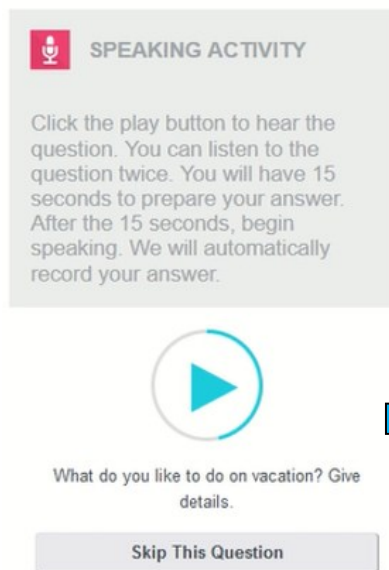 SPEAKING ACTIVITY
Click the play button to hear the
question. You can listen to the
question twice. You will have 15
seconds to prepare your answer.
After the 15 seconds, begin
speaking. We will automatically
record your answer.
What do you like to do on vacation? Give
details.
Skip This Question